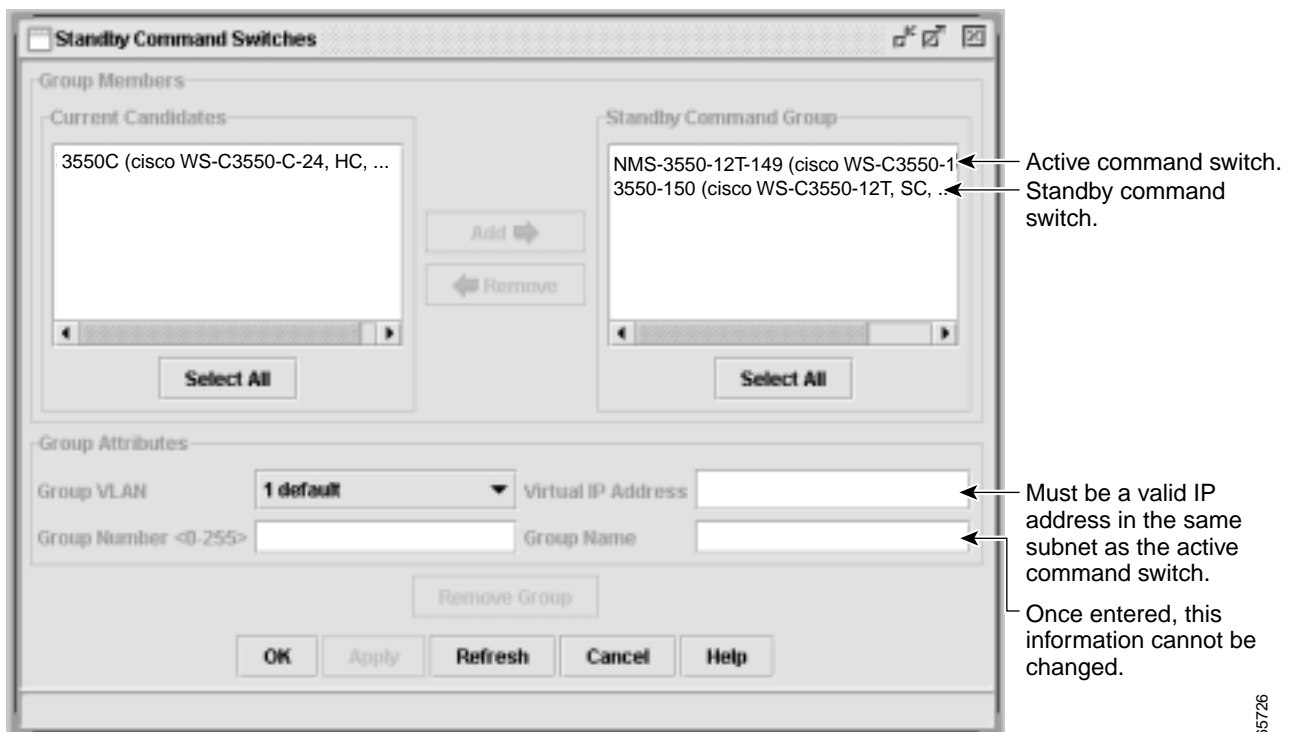 Standby Command Switches
Group Members
Current Candidates
3550C (cisco WS-C3550-C-24, HC, ...
Select All
Add
Remove
Standby Command Group
NMS-3550-12T-149 (cisco WS-C3550-1
3550-150 (cisco WS-C3550-12T, SC, ..
Select All
Active command switch.
Standby command
switch.
Group Attributes
Group VLAN 1 default Virtual IP Address
Group Number <0-255> Group Name
Must be a valid IP
address in the same
subnet as the active
command switch.
Once entered, this
information cannot be
changed.
Remove Group
OK Apply Refresh Cancel Help